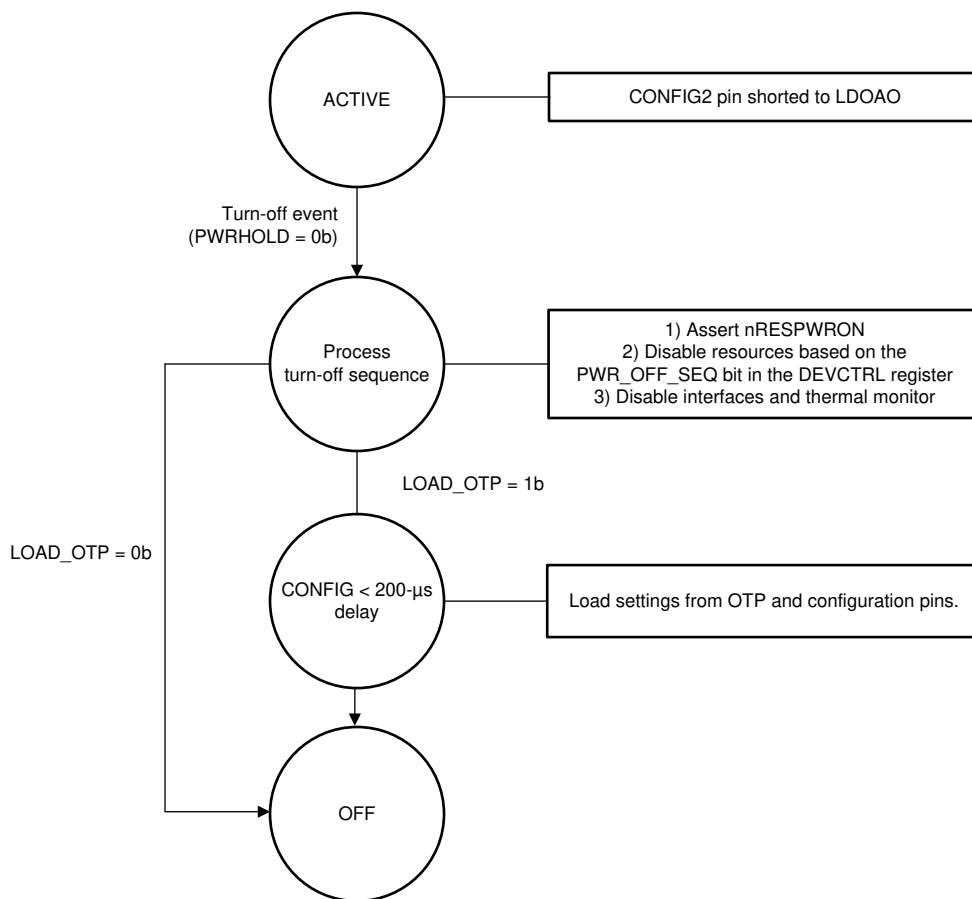 ACTIVE
CONFIG2 pin shorted to LDOAO
Turn-off event
(PWRHOLD = 0b)
Process
turn-off sequence
1) Assert nRESPWRON
2) Disable resources based on the
PWR_OFF_SEQ bit in the DEVCTRL register
3) Disable interfaces and thermal monitor
LOAD_OTP = 1b
LOAD_OTP = 0b
CONFIG < 200-µs
delay
Load settings from OTP and configuration pins.
OFF